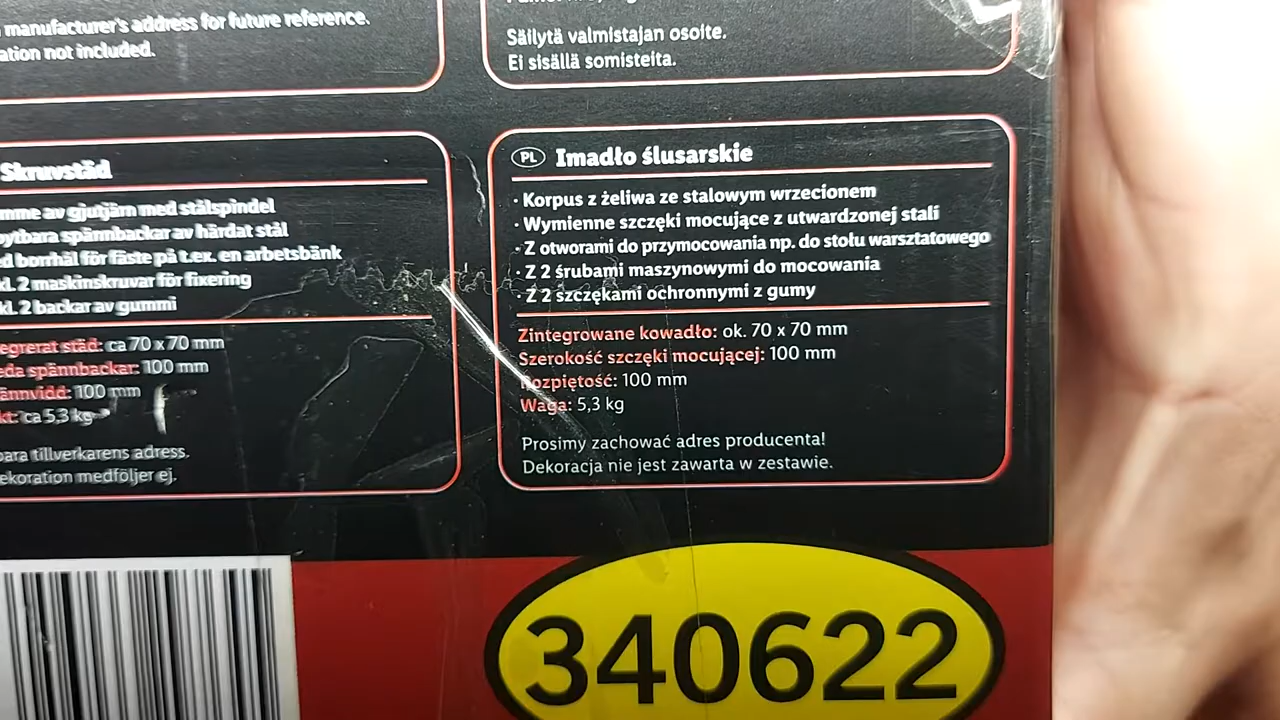 manufacturer's address for future reference.
ation not included.
Säilytä valmistajan osoite.
Ei sisällä somisteita.
Skruvstäd
mme av gjutjärn med stålspindel
bytbara spännbackar av härdat stål
d borrhål för fäste på t.ex. en arbetsbänk
kl. 2 maskinskruvar för fixering
kl. 2 backar av gummi
egrerat städ: ca 70 x 70 mm
eda spännbackar: 100 mm
ännvidd: 100 mm
kt: ca 5,3 kg
para tillverkarens adress.
ekoration medföljer ej.
PL Imadło ślusarskie
· Korpus z żeliwa ze stalowym wrzecionem
· Wymienne szczęki mocujące z utwardzonej stali
· Z otworami do przymocowania np. do stołu warsztatowego
· Z 2 śrubami maszynowymi do mocowania
· Z 2 szczękami ochronnymi z gumy
Zintegrowane kowadło: ok. 70 x 70 mm
Szerokość szczęki mocującej: 100 mm
Rozpiętość: 100 mm
Waga: 5,3 kg
Prosimy zachować adres producenta!
Dekoracja nie jest zawarta w zestawie.
340622